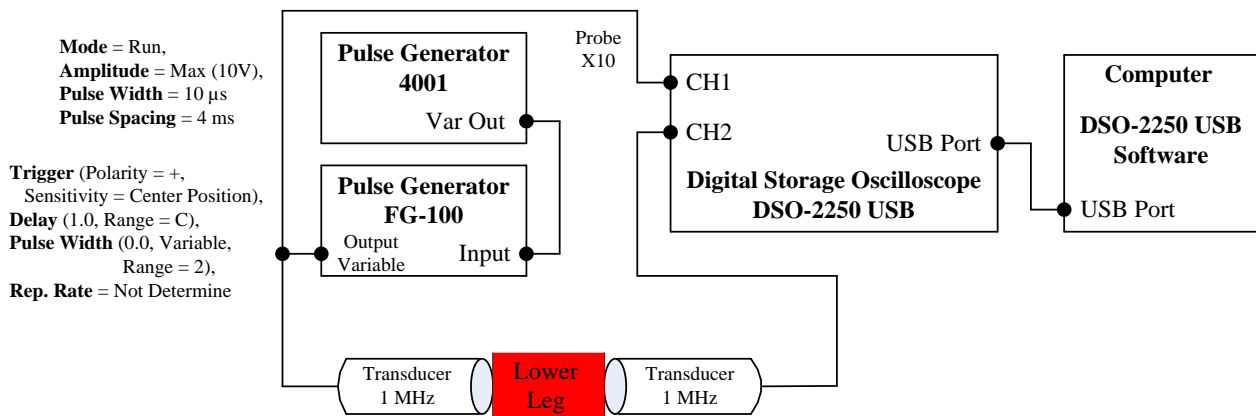 Mode = Run,
Amplitude = Max (10V),
Pulse Width = 10 µs
Pulse Spacing = 4 ms
Trigger (Polarity = +,
Sensitivity = Center Position),
Delay (1.0, Range = C),
Pulse Width (0.0, Variable,
Range = 2),
Rep. Rate = Not Determine
Pulse Generator
4001
Var Out
Pulse Generator
FG-100
Output
Variable
Input
Probe
X10
CH1
CH2
USB Port
Digital Storage Oscilloscope
DSO-2250 USB
Computer
DSO-2250 USB
Software
USB Port
Transducer
1 MHz
Lower
Leg
Transducer
1 MHz